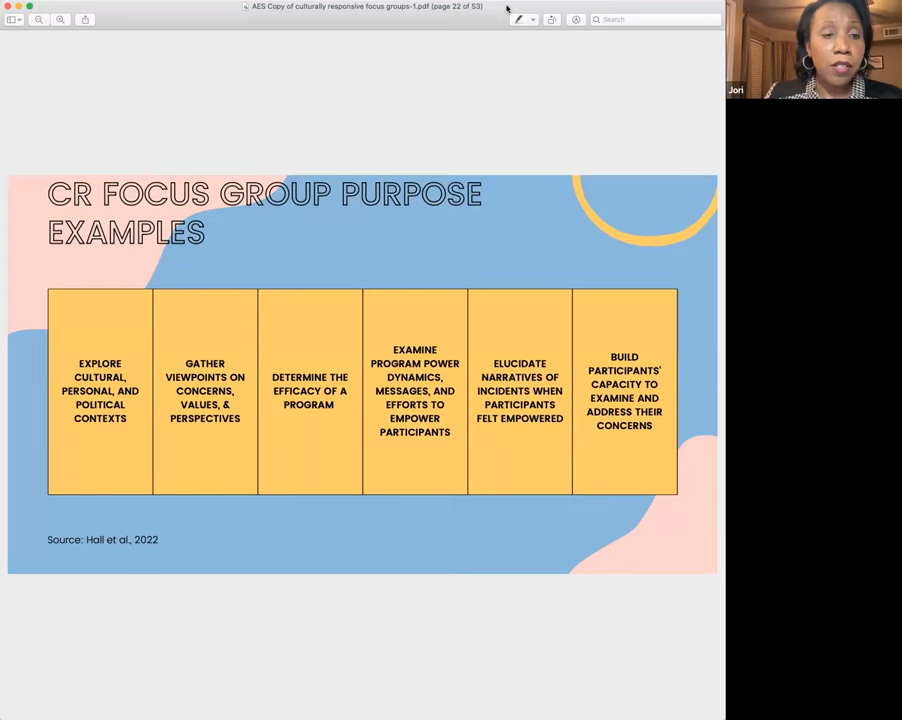 AES Copy of culturally responsive focus groups-1.pdf (page 22 of 53)
Search
Jori
CR FOCUS GROUP PURPOSE
EXAMPLES
EXPLORE
CULTURAL,
PERSONAL, AND
POLITICAL
CONTEXTS
GATHER
VIEWPOINTS ON
CONCERNS,
VALUES, &
PERSPECTIVES
DETERMINE THE
EFFICACY OF A
PROGRAM
EXAMINE
PROGRAM POWER
DYNAMICS,
MESSAGES, AND
EFFORTS TO
EMPOWER
PARTICIPANTS
ELUCIDATE
NARRATIVES OF
INCIDENTS WHEN
PARTICIPANTS
FELT EMPOWERED
BUILD
PARTICIPANTS'
CAPACITY TO
EXAMINE AND
ADDRESS THEIR
CONCERNS
Source: Hall et al., 2022